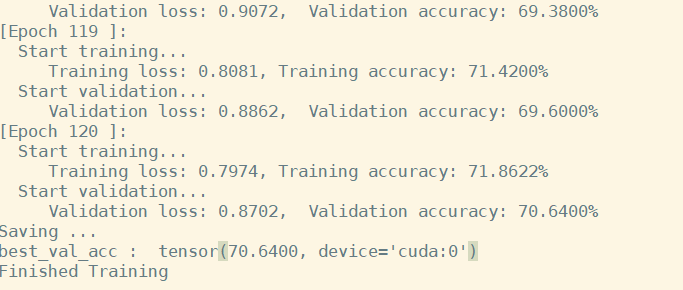 Validation loss: 0.9072,  Validation accuracy: 69.3800%
[Epoch 119 ]:
  Start training...
     Training loss: 0.8081, Training accuracy: 71.4200%
  Start validation...
     Validation loss: 0.8862,  Validation accuracy: 69.6000%
[Epoch 120 ]:
  Start training...
     Training loss: 0.7974, Training accuracy: 71.8622%
  Start validation...
     Validation loss: 0.8702,  Validation accuracy: 70.6400%
Saving ...
best_val_acc :  tensor(70.6400, device='cuda:0')
Finished Training